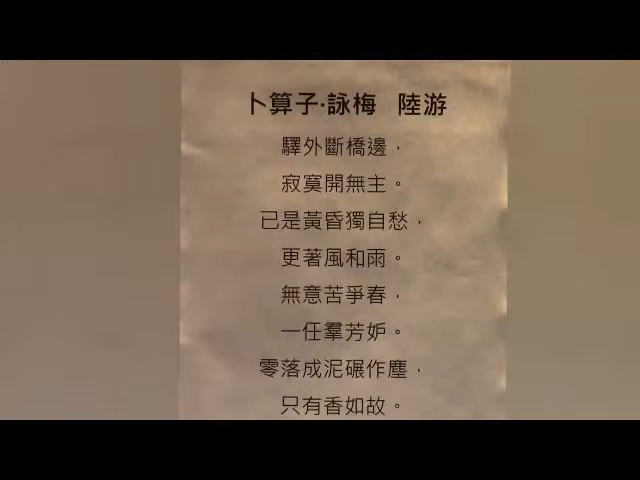 卜算子·詠梅 陸游
驛外斷橋邊，
寂寞開無主。
已是黃昏獨自愁，
更著風和雨。
無意苦爭春，
一任羣芳妒。
零落成泥碾作塵，
只有香如故。